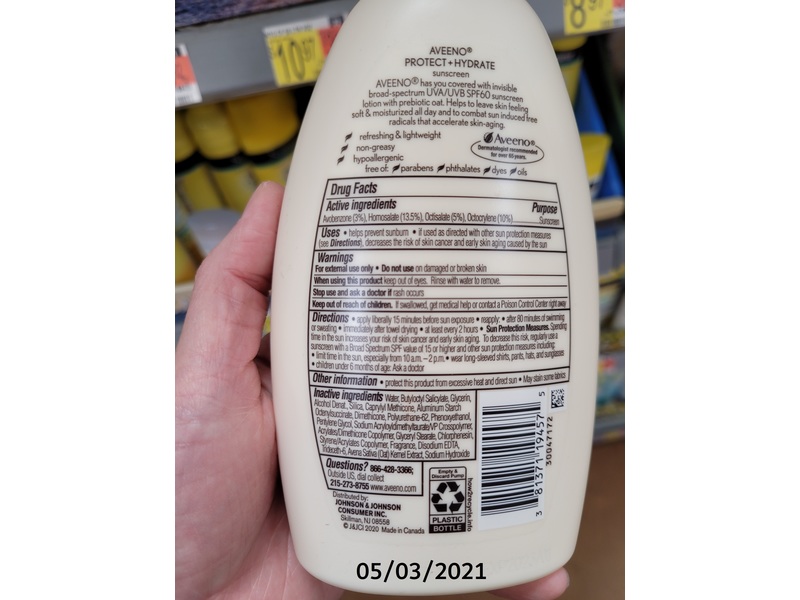 8.97
10.97
AVEENO®
PROTECT + HYDRATE
sunscreen
AVEENO® has you covered with invisible
broad-spectrum UVA/UVB SPF60 sunscreen
lotion with prebiotic oat. Helps to leave skin feeling
soft & moisturized all day and to combat sun induced free
radicals that accelerate skin-aging.
refreshing & lightweight
non-greasy
hypoallergenic
free of: parabens phthalates dyes oils
Aveeno®
Dermatologist recommended
for over 65 years.
Drug Facts
Active ingredients Purpose
Avobenzone (3%), Homosalate (13.5%), Octisalate (5%), Octocrylene (10%) Sunscreen
Uses • helps prevent sunburn • if used as directed with other sun protection measures
(see Directions), decreases the risk of skin cancer and early skin aging caused by the sun
Warnings
For external use only • Do not use on damaged or broken skin
When using this product keep out of eyes. Rinse with water to remove.
Stop use and ask a doctor if rash occurs
Keep out of reach of children. If swallowed, get medical help or contact a Poison Control Center right away
Directions • apply liberally 15 minutes before sun exposure • reapply: • after 80 minutes of swimming
or sweating • immediately after towel drying • at least every 2 hours • Sun Protection Measures. Spending
time in the sun increases your risk of skin cancer and early skin aging. To decrease this risk, regularly use a
sunscreen with a Broad Spectrum SPF value of 15 or higher and other sun protection measures including:
• limit time in the sun, especially from 10 a.m. – 2 p.m. • wear long-sleeved shirts, pants, hats, and sunglasses
• children under 6 months of age: Ask a doctor
Other information • protect this product from excessive heat and direct sun • May stain some fabrics
Inactive ingredients Water, Butyloctyl Salicylate, Glycerin,
Alcohol Denat., Silica, Caprylyl Methicone, Aluminum Starch
Octenylsuccinate, Dimethicone, Polyurethane-62, Phenoxyethanol,
Pentylene Glycol, Sodium Acryloyldimethyltaurate/VP Crosspolymer,
Acrylates/Dimethicone Copolymer, Glyceryl Stearate, Chlorphenesin,
Styrene/Acrylates Copolymer, Fragrance, Disodium EDTA,
Trideceth-6, Avena Sativa (Oat) Kernel Extract, Sodium Hydroxide
Questions? 866-428-3366;
Outside US, dial collect
215-273-8755 www.aveeno.com
Distributed by:
JOHNSON & JOHNSON
CONSUMER INC.
Skillman, NJ 08558
© J&JCI 2020 Made in Canada
Empty &
Discard Pump
PLASTIC
BOTTLE
how2recycle.info
3 81371 19457 5
30047172
05/03/2021